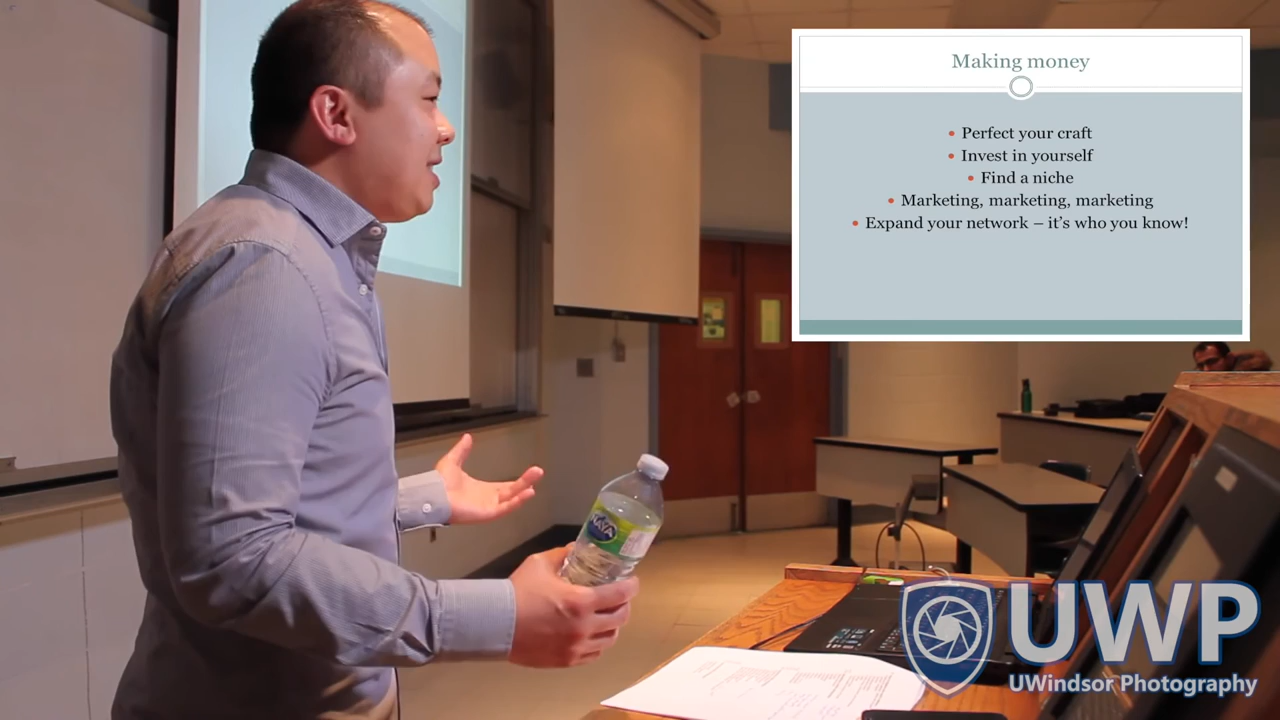 Making money
• Perfect your craft
• Invest in yourself
• Find a niche
• Marketing, marketing, marketing
• Expand your network – it's who you know!
UWP
UWindsor Photography